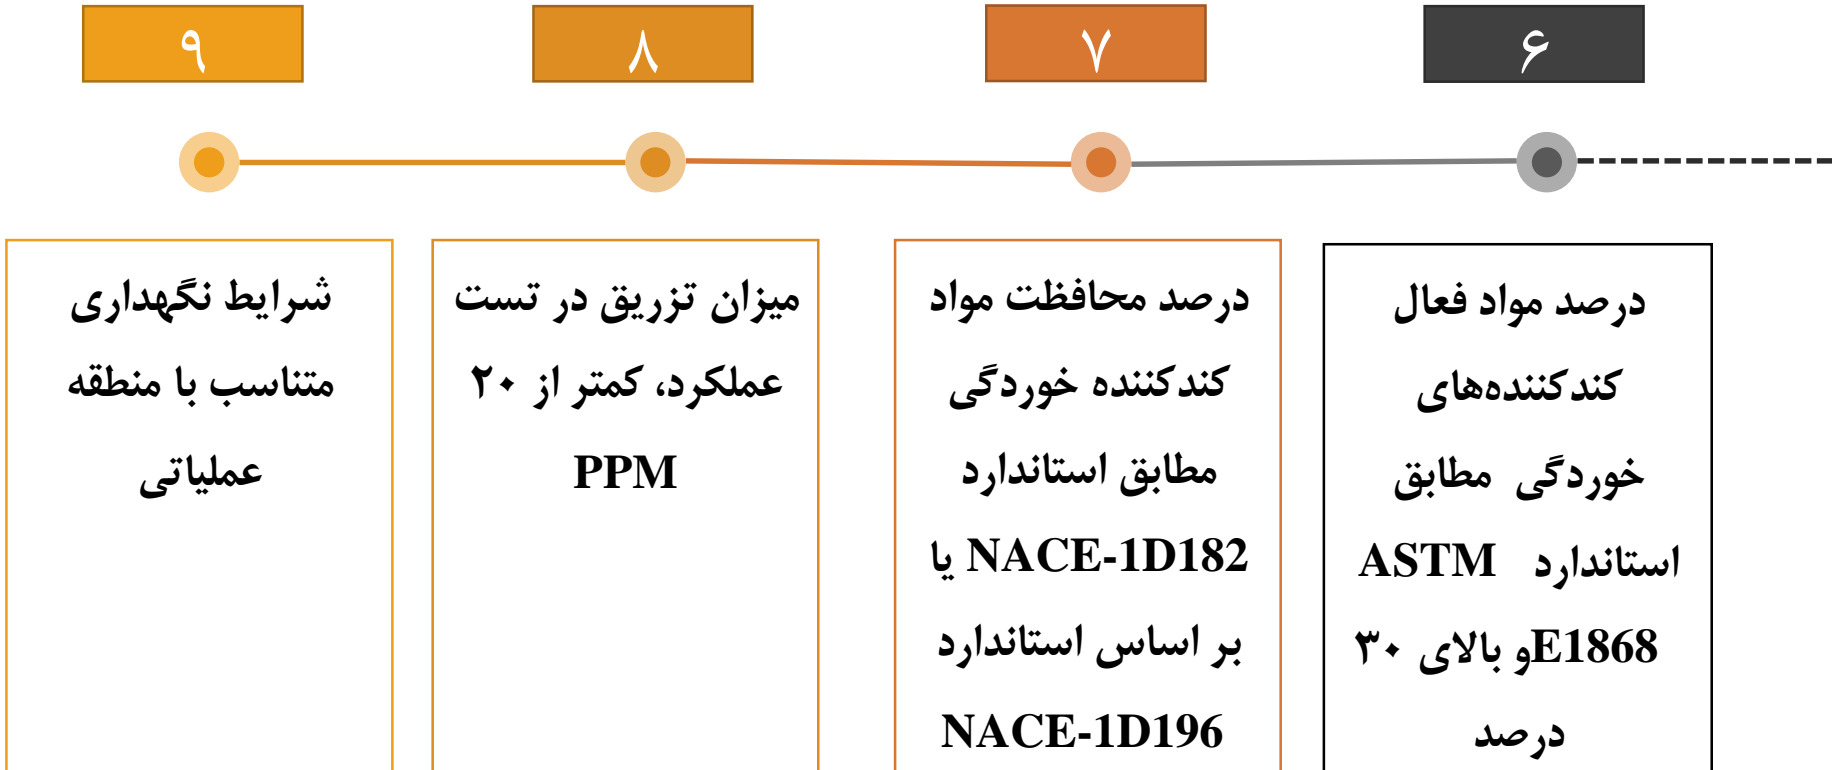 ۶
درصد مواد فعال
کندکننده‌های
خوردگی مطابق
استاندارد ASTM
E1868و بالای ۳۰
درصد
۷
درصد محافظت مواد
کندکننده خوردگی
مطابق استاندارد
NACE-1D182 یا
بر اساس استاندارد
NACE-1D196
۸
میزان تزریق در تست
عملکرد، کمتر از ۲۰
PPM
۹
شرایط نگهداری
متناسب با منطقه
عملیاتی